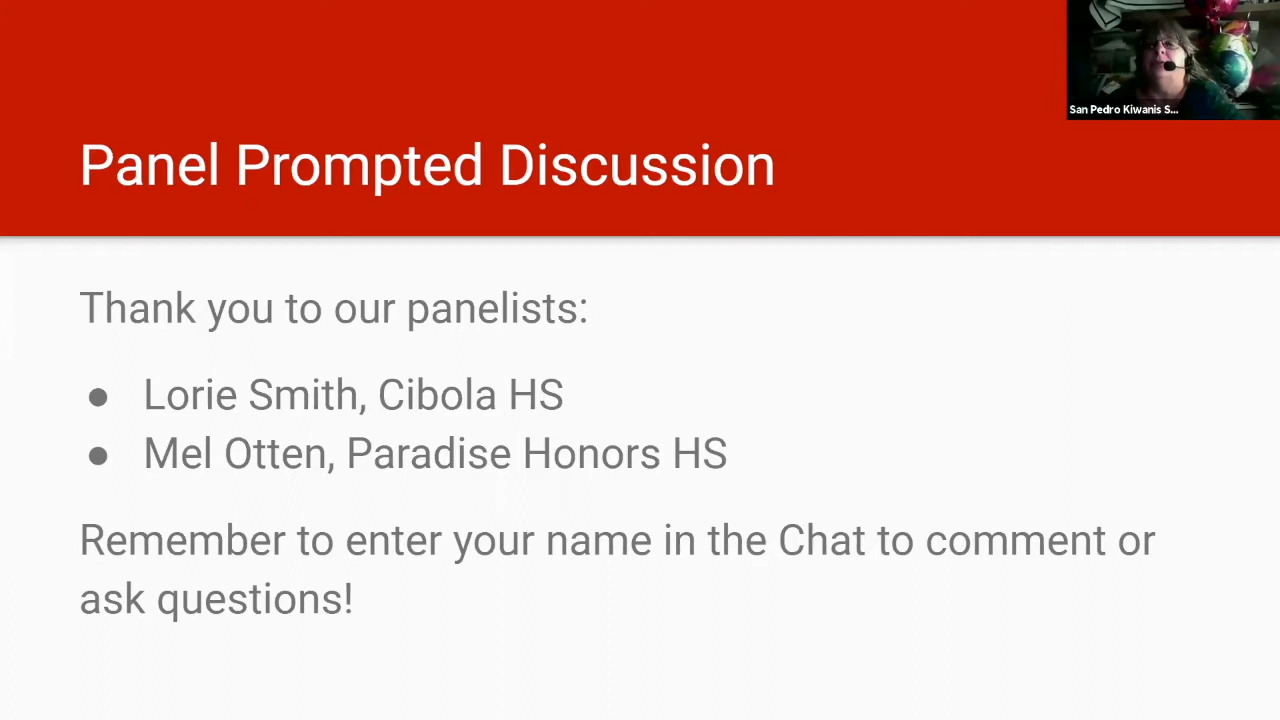 San Pedro Kiwanis S...
Panel Prompted Discussion
Thank you to our panelists:
● Lorie Smith, Cibola HS
● Mel Otten, Paradise Honors HS
Remember to enter your name in the Chat to comment or
ask questions!